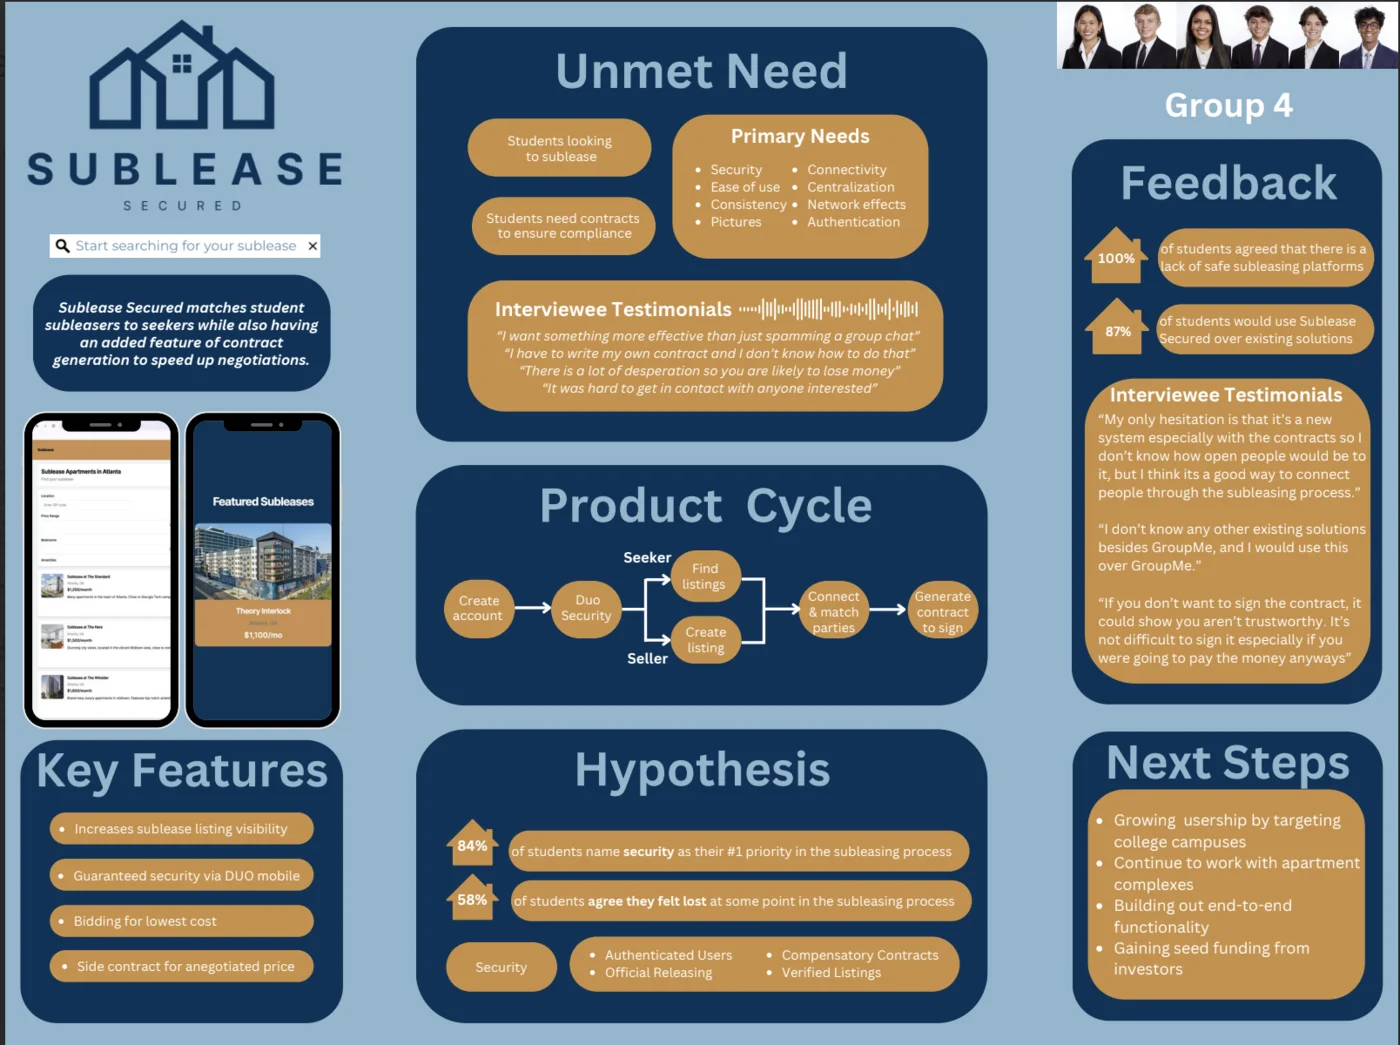 SUBLEASE
SECURED
Start searching for your sublease ×
Sublease Secured matches student
subleasers to seekers while also having
an added feature of contract
generation to speed up negotiations.
Sublease
Sublease Apartments in Atlanta
Find your sublease
Location
Price Range
Bedrooms
Amenities
Sublease at The Standard
Atlanta, GA
$1,200/month
Sublease at The Hero
$1,500/month
Sublease at The Whistler
$1,600/month
Featured Subleases
Theory Interlock
Atlanta, GA
$1,100/mo
Key Features
• Increases sublease listing visibility
• Guaranteed security via DUO mobile
• Bidding for lowest cost
• Side contract for anegotiated price
Unmet Need
Students looking
to sublease
Students need contracts
to ensure compliance
Primary Needs
• Security
• Ease of use
• Consistency
• Pictures
• Connectivity
• Centralization
• Network effects
• Authentication
Interviewee Testimonials
“I want something more effective than just spamming a group chat”
“I have to write my own contract and I don’t know how to do that”
“There is a lot of desperation so you are likely to lose money”
“It was hard to get in contact with anyone interested”
Product Cycle
Create
account
Duo
Security
Seeker
Find
listings
Seller
Create
listing
Connect
& match
parties
Generate
contract
to sign
Hypothesis
84% of students name security as their #1 priority in the subleasing process
58% of students agree they felt lost at some point in the subleasing process
Security
• Authenticated Users
• Official Releasing
• Compensatory Contracts
• Verified Listings
Group 4
Feedback
100%
of students agreed that there is a
lack of safe subleasing platforms
87%
of students would use Sublease
Secured over existing solutions
Interviewee Testimonials
“My only hesitation is that it’s a new
system especially with the contracts so I
don’t know how open people would be to
it, but I think its a good way to connect
people through the subleasing process.”
“I don’t know any other existing solutions
besides GroupMe, and I would use this
over GroupMe.”
“If you don’t want to sign the contract, it
could show you aren’t trustworthy. It’s
not difficult to sign it especially if you
were going to pay the money anyways”
Next Steps
• Growing usership by targeting
college campuses
• Continue to work with apartment
complexes
• Building out end-to-end
functionality
• Gaining seed funding from
investors